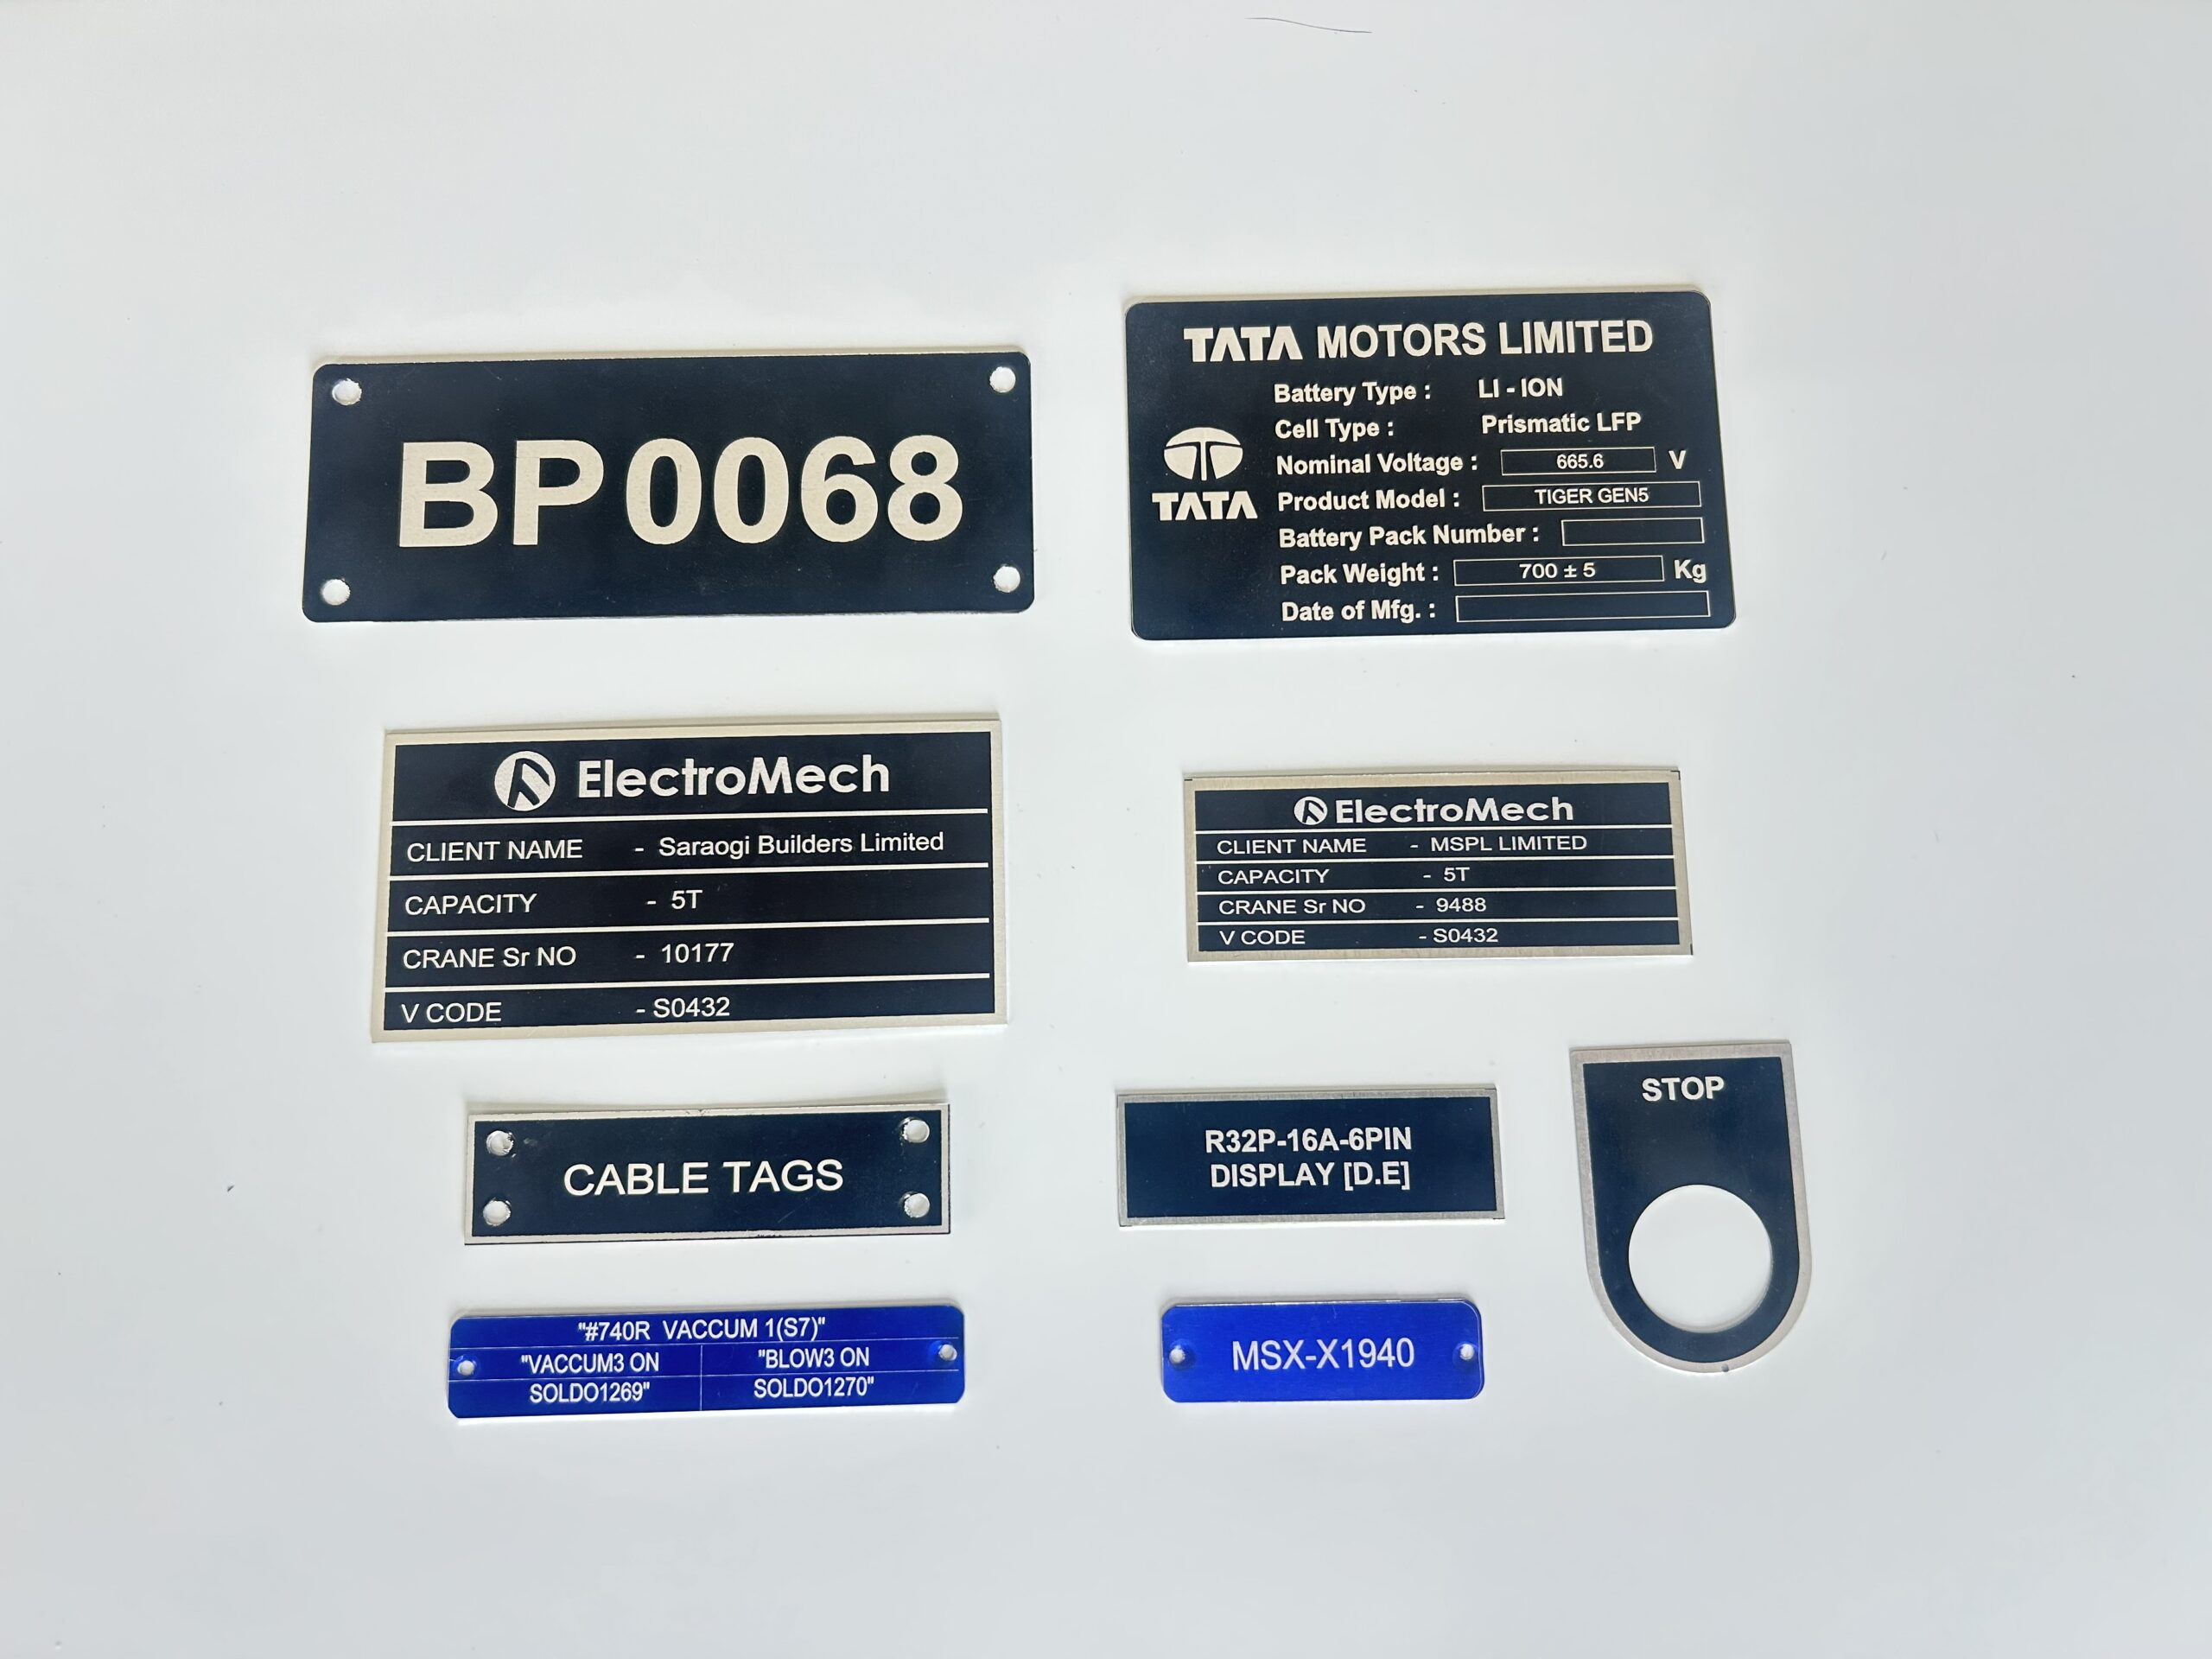 BP0068
TATA MOTORS LIMITED
TATA
Battery Type : LI - ION
Cell Type : Prismatic LFP
Nominal Voltage : 665.6 V
Product Model : TIGER GEN5
Battery Pack Number :
Pack Weight : 700 ± 5 Kg
Date of Mfg. :
ElectroMech
CLIENT NAME - Saraogi Builders Limited
CAPACITY - 5T
CRANE Sr NO - 10177
V CODE - S0432
ElectroMech
CLIENT NAME - MSPL LIMITED
CAPACITY - 5T
CRANE Sr NO - 9488
V CODE - S0432
CABLE TAGS
R32P-16A-6PIN
DISPLAY [D.E]
STOP
"#740R VACCUM 1(S7)"
"VACCUM3 ON
SOLDO1269"
"BLOW3 ON
SOLDO1270"
MSX-X1940